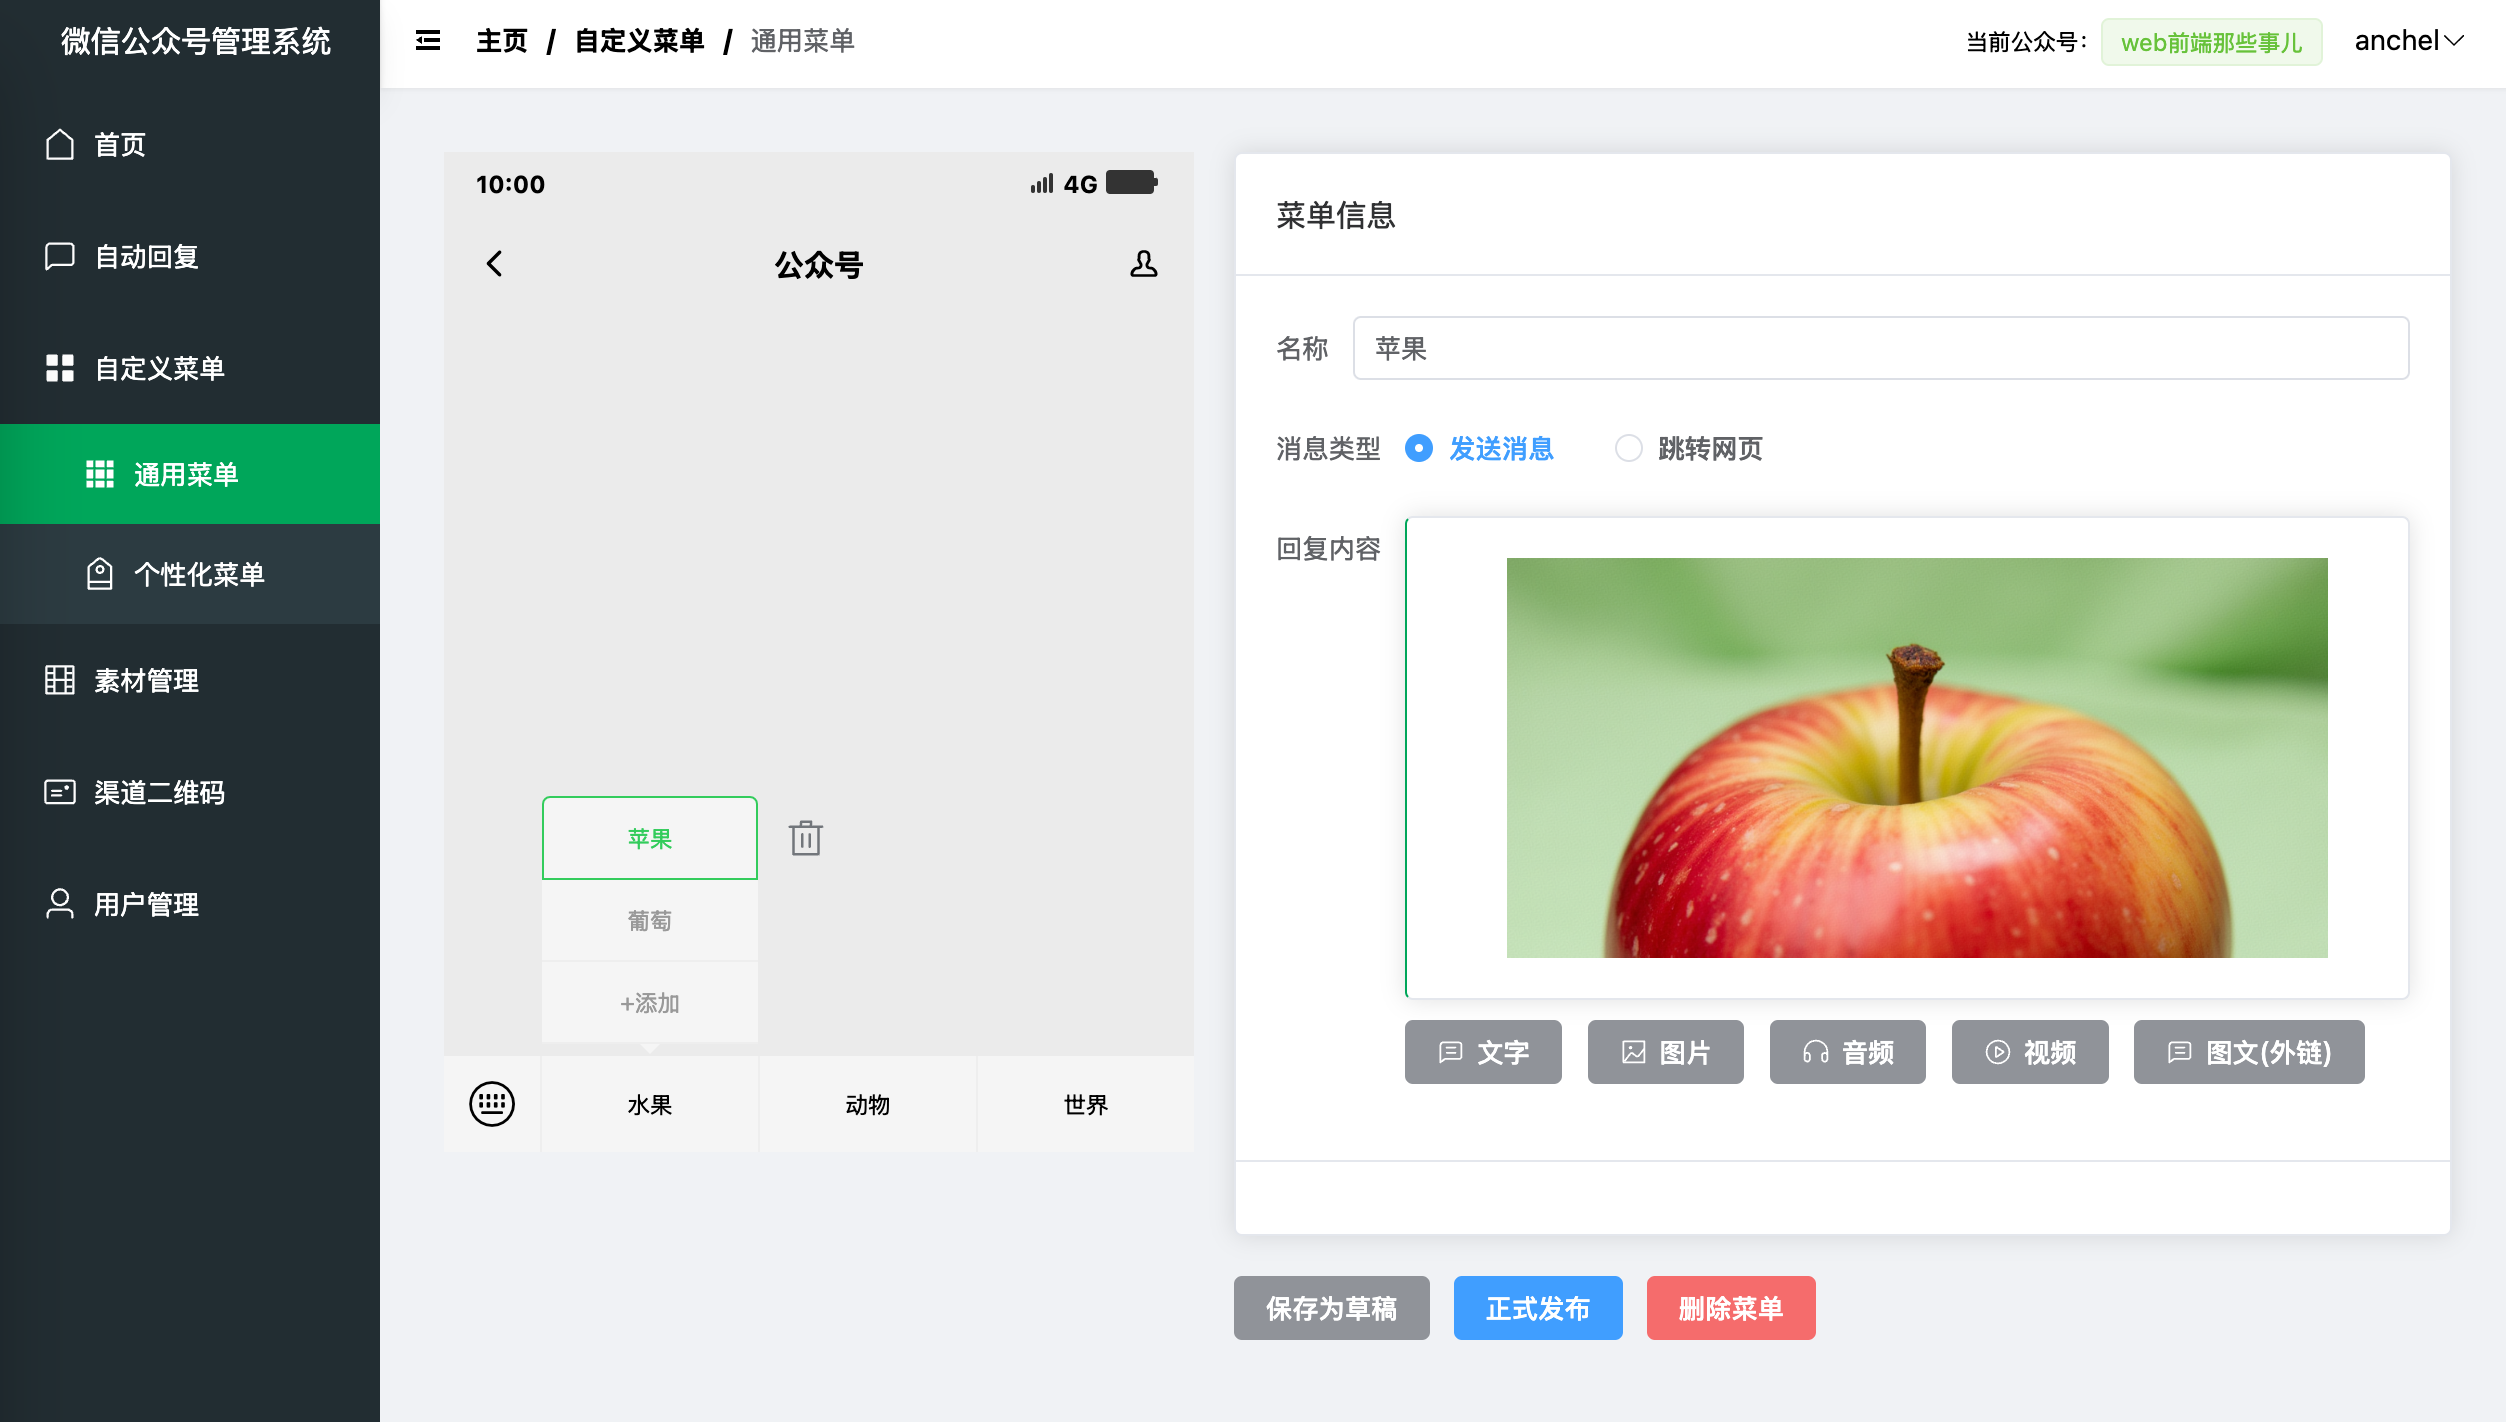 微信公众号管理系统
主页 / 自定义菜单 / 通用菜单
当前公众号：
web前端那些事儿
anchel
首页
自动回复
自定义菜单
通用菜单
个性化菜单
素材管理
渠道二维码
用户管理
10:00
4G
公众号
苹果
葡萄
+添加
水果
动物
世界
菜单信息
名称
苹果
消息类型
发送消息
跳转网页
回复内容
文字
图片
音频
视频
图文(外链)
保存为草稿
正式发布
删除菜单